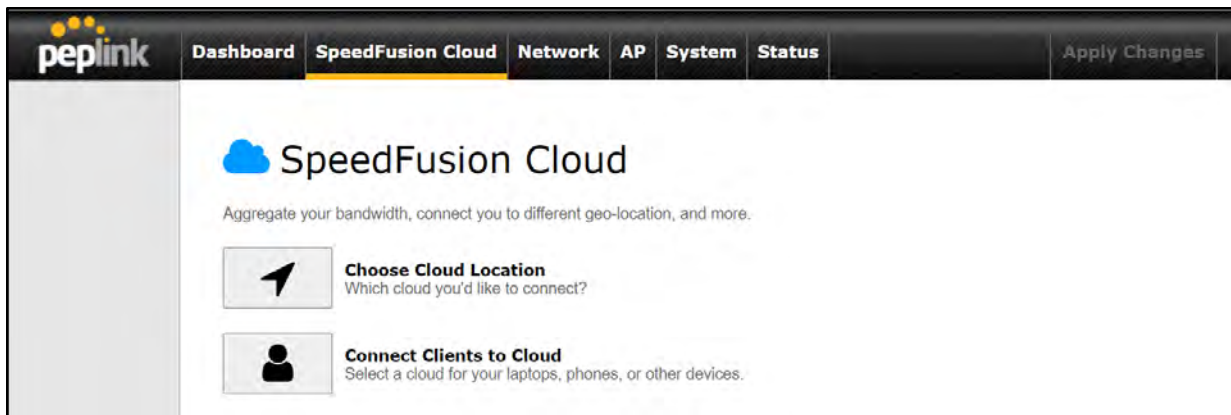 peplink
Dashboard SpeedFusion Cloud Network AP System Status Apply Changes
SpeedFusion Cloud
Aggregate your bandwidth, connect you to different geo-location, and more.
Choose Cloud Location
Which cloud you'd like to connect?
Connect Clients to Cloud
Select a cloud for your laptops, phones, or other devices.